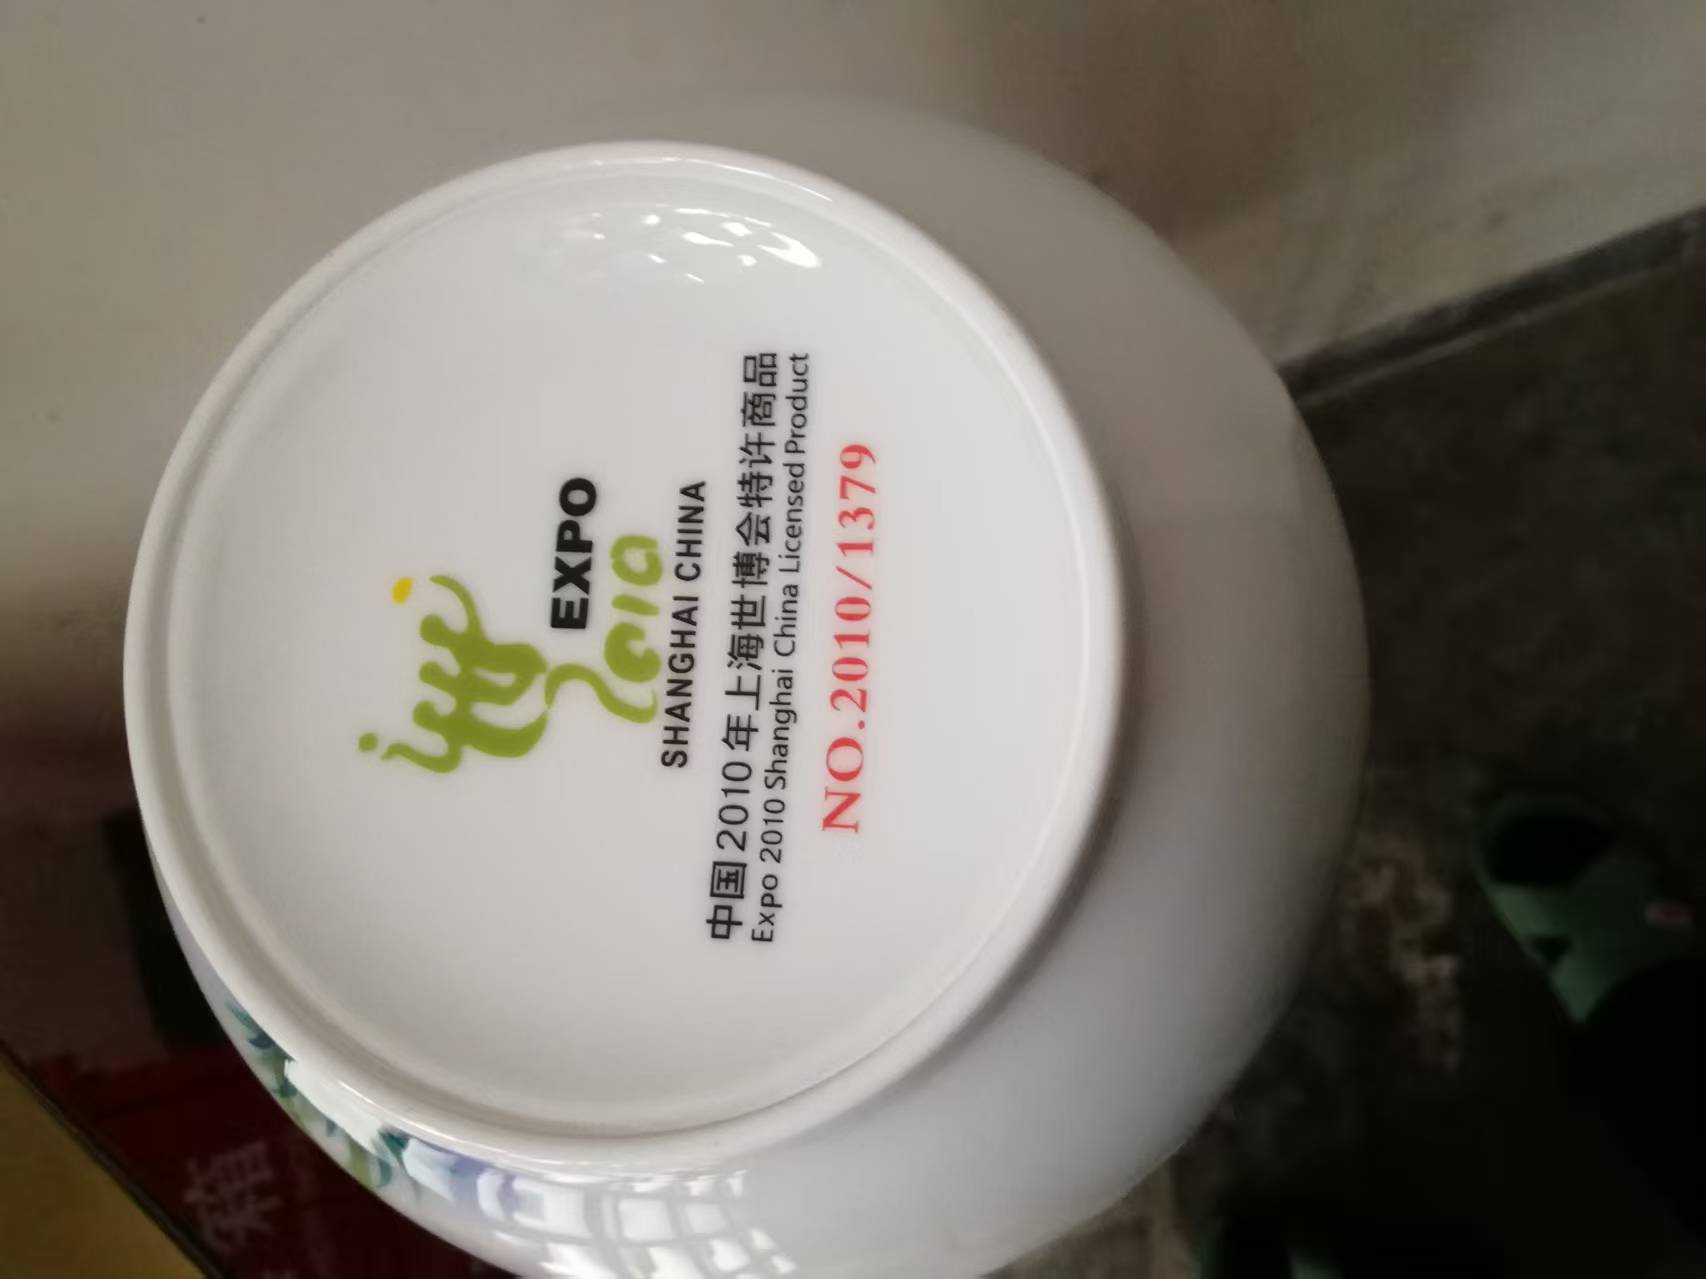 EXPO
2010
SHANGHAI CHINA
中国2010年上海世博会特许商品
Expo 2010 Shanghai China Licensed Product
NO.2010/1379